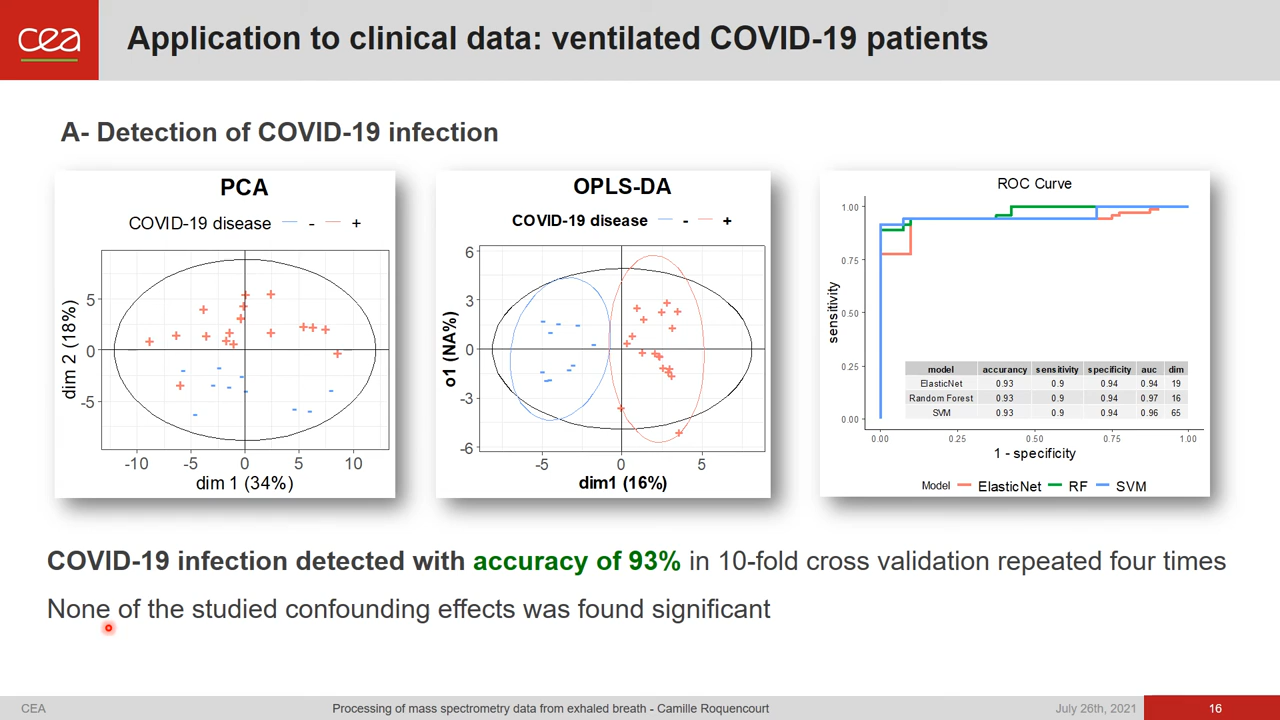 cea
Application to clinical data: ventilated COVID-19 patients
A- Detection of COVID-19 infection
PCA
COVID-19 disease - +
dim 2 (18%)
5
0
-5
-10 -5 0 5 10
dim 1 (34%)
OPLS-DA
COVID-19 disease - +
o1 (NA%)
6
3
0
-3
-6
-5 0 5
dim1 (16%)
ROC Curve
sensitivity
1.00
0.75
0.50
0.25
0.00
model accurancy sensitivity specificity auc dim
ElasticNet 0.93 0.9 0.94 0.94 19
Random Forest 0.93 0.9 0.94 0.97 16
SVM 0.93 0.9 0.94 0.96 65
0.00 0.25 0.50 0.75 1.00
1 - specificity
Model ElasticNet RF SVM
COVID-19 infection detected with accuracy of 93% in 10-fold cross validation repeated four times
None of the studied confounding effects was found significant
CEA
Processing of mass spectrometry data from exhaled breath - Camille Roquencourt
July 26th, 2021
16